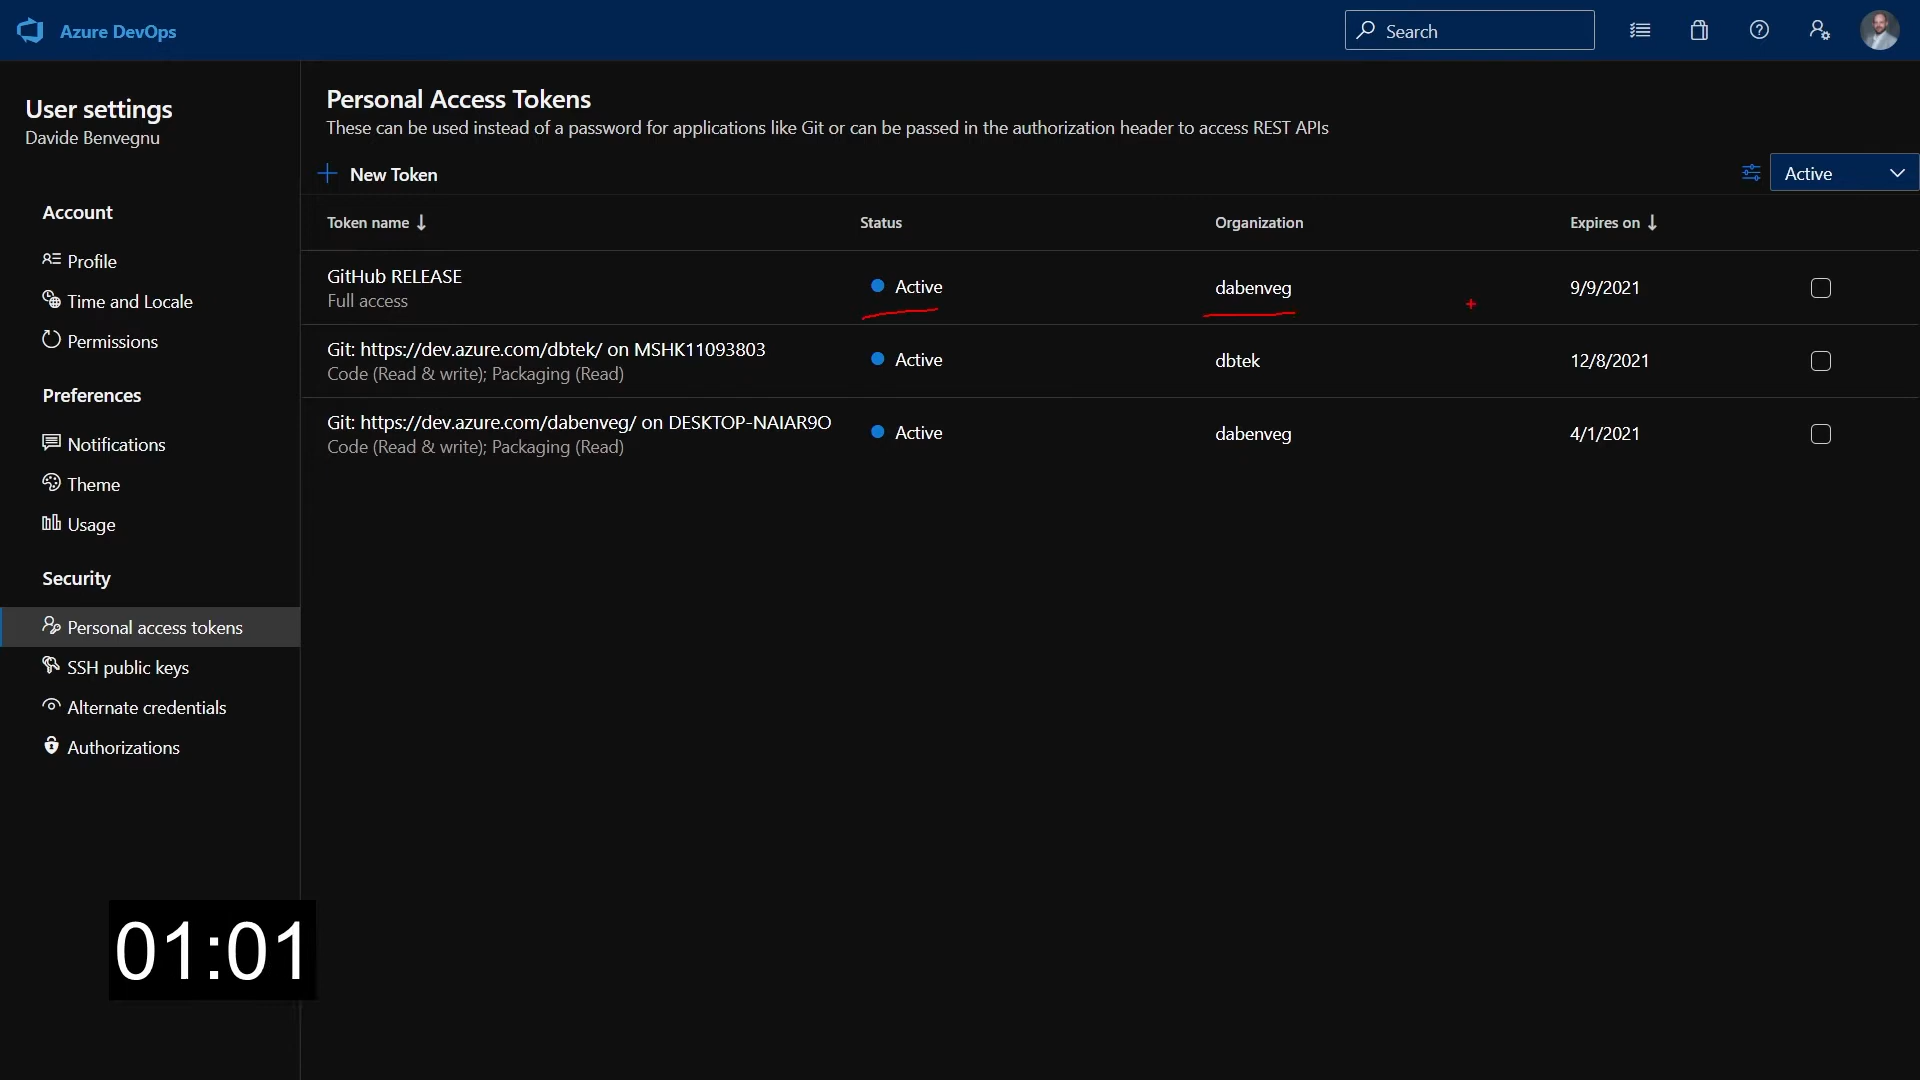 Azure DevOps
Search
User settings
Davide Benvegnu
Account
Profile
Time and Locale
Permissions
Preferences
Notifications
Theme
Usage
Security
Personal access tokens
SSH public keys
Alternate credentials
Authorizations
Personal Access Tokens
These can be used instead of a password for applications like Git or can be passed in the authorization header to access REST APIs
New Token
Active
Token name Status Organization Expires on
GitHub RELEASE Active dabenveg 9/9/2021
Full access
Git: https://dev.azure.com/dbtek/ on MSHK11093803 Active dbtek 12/8/2021
Code (Read & write); Packaging (Read)
Git: https://dev.azure.com/dabenveg/ on DESKTOP-NAIAR9O Active dabenveg 4/1/2021
Code (Read & write); Packaging (Read)
01:01